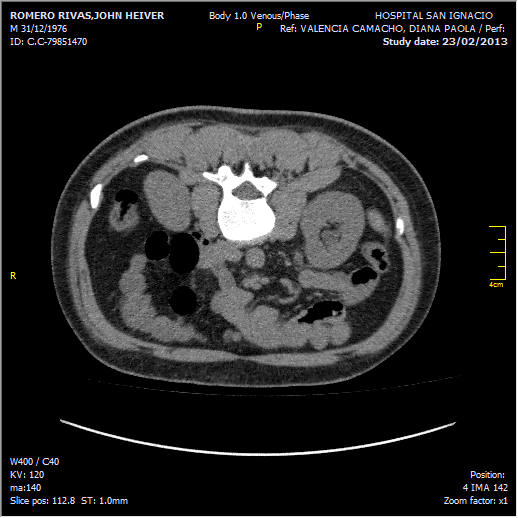 ROMERO RIVAS,JOHN HEIVER
M 31/12/1976
ID: C.C-79851470
Body 1.0 Venous/Phase
P
HOSPITAL SAN IGNACIO
Ref: VALENCIA CAMACHO, DIANA PAOLA / Perf:
Study date: 23/02/2013
R
4cm
W400 / C40
KV: 120
ma:140
Slice pos: 112.8 ST: 1.0mm
Position:
4 IMA 142
Zoom factor: x1